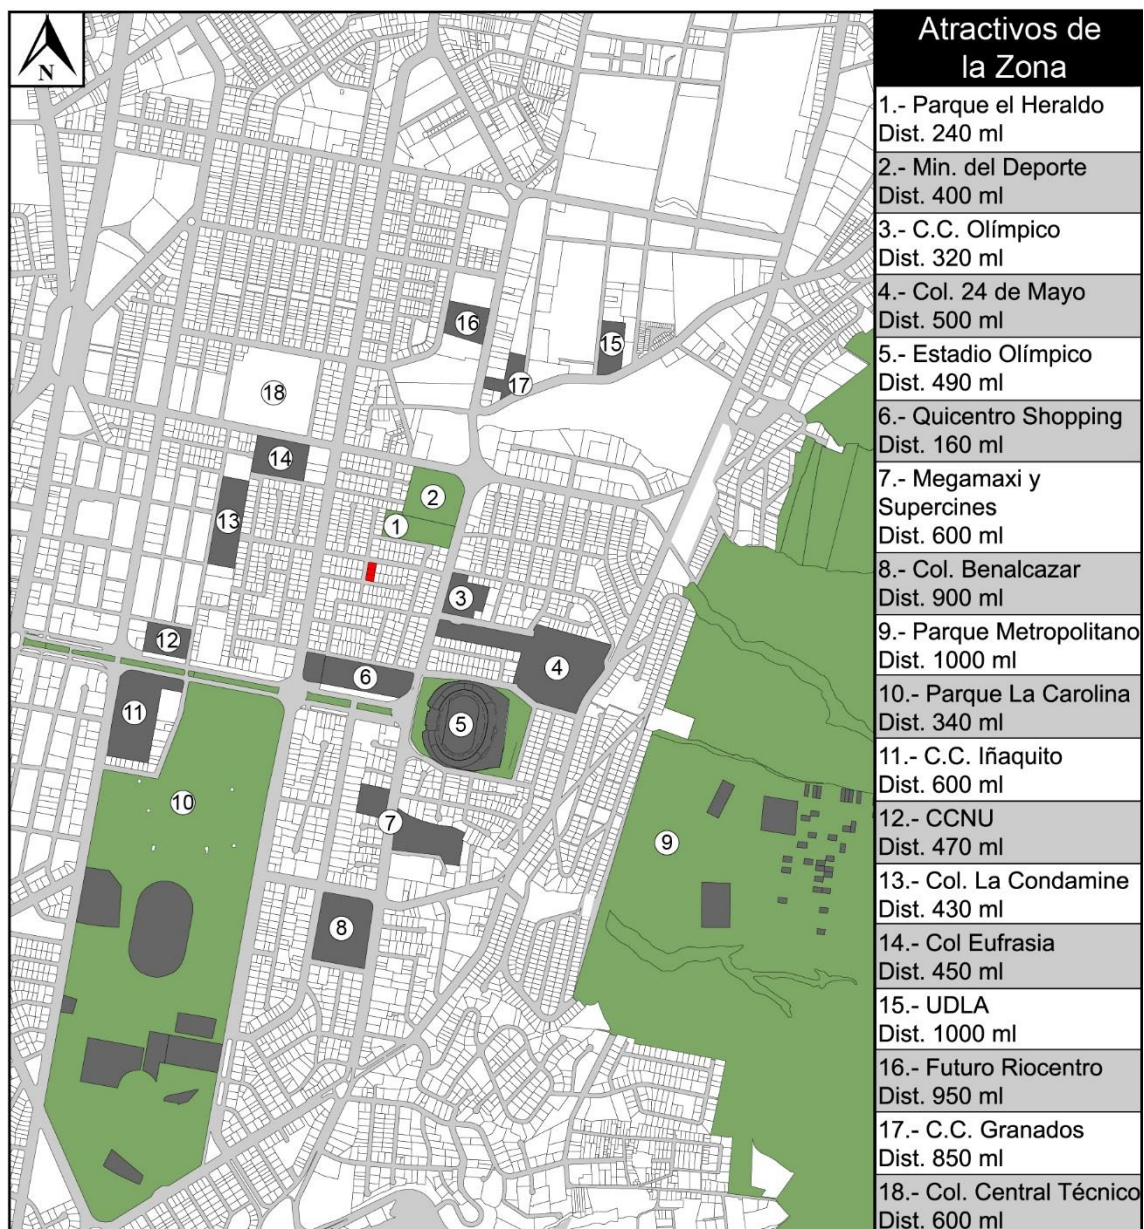 N
Atractivos de
la Zona
1.- Parque el Heraldo
Dist. 240 ml
2.- Min. del Deporte
Dist. 400 ml
3.- C.C. Olímpico
Dist. 320 ml
4.- Col. 24 de Mayo
Dist. 500 ml
5.- Estadio Olímpico
Dist. 490 ml
6.- Quicentro Shopping
Dist. 160 ml
7.- Megamaxi y
Supercines
Dist. 600 ml
8.- Col. Benalcazar
Dist. 900 ml
9.- Parque Metropolitano
Dist. 1000 ml
10.- Parque La Carolina
Dist. 340 ml
11.- C.C. Iñaquito
Dist. 600 ml
12.- CCNU
Dist. 470 ml
13.- Col. La Condamine
Dist. 430 ml
14.- Col Eufrasia
Dist. 450 ml
15.- UDLA
Dist. 1000 ml
16.- Futuro Riocentro
Dist. 950 ml
17.- C.C. Granados
Dist. 850 ml
18.- Col. Central Técnico
Dist. 600 ml
16
15
17
18
14
2
13
1
3
12
4
6
11
5
10
7
9
8